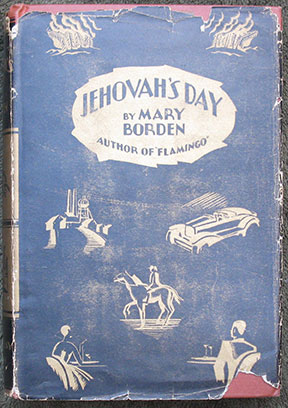 JEHOVAH'S DAY
BY MARY
BORDEN
AUTHOR OF "FLAMINGO"